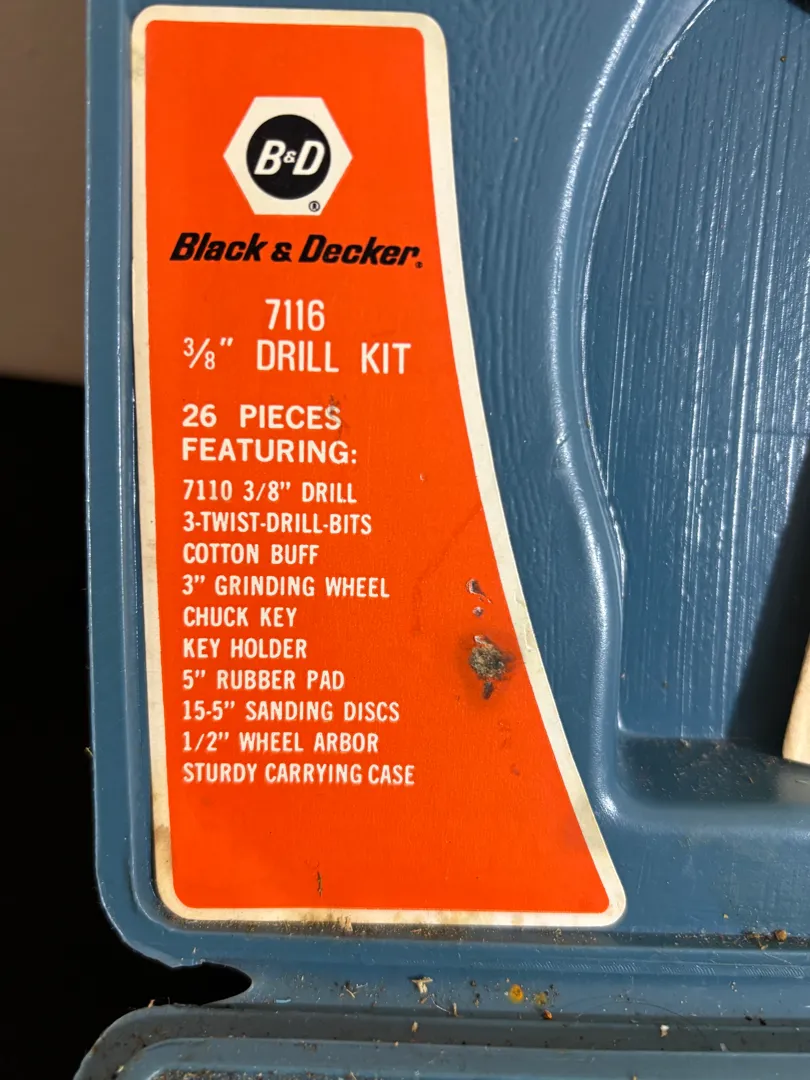 B&D
®
Black & Decker®
7116
3/8" DRILL KIT
26 PIECES
FEATURING:
7110 3/8" DRILL
3-TWIST-DRILL-BITS
COTTON BUFF
3" GRINDING WHEEL
CHUCK KEY
KEY HOLDER
5" RUBBER PAD
15-5" SANDING DISCS
1/2" WHEEL ARBOR
STURDY CARRYING CASE